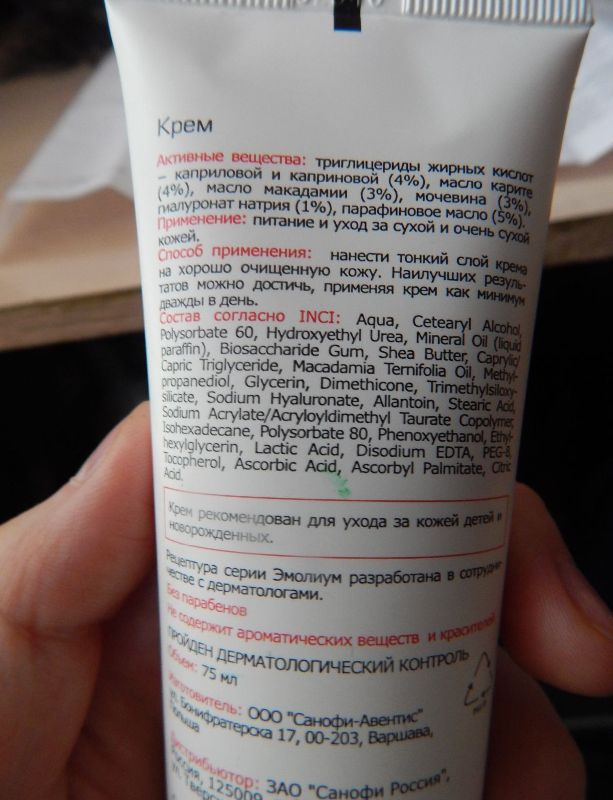 Крем
Активные вещества: триглицериды жирных кислот
– каприловой и каприновой (4%), масло карите
(4%), масло макадамии (3%), мочевина (3%),
гиалуронат натрия (1%), парафиновое масло (5%).
Применение: питание и уход за сухой и очень сухой
кожей.
Способ применения: нанести тонкий слой крема
на хорошо очищенную кожу. Наилучших резуль-
татов можно достичь, применяя крем как минимум
дважды в день.
Состав согласно INCI: Aqua, Cetearyl Alcohol,
Polysorbate 60, Hydroxyethyl Urea, Mineral Oil (liquid
paraffin), Biosaccharide Gum, Shea Butter, Caprylic/
Capric Triglyceride, Macadamia Ternifolia Oil, Methyl-
propanediol, Glycerin, Dimethicone, Trimethylsiloxy-
silicate, Sodium Hyaluronate, Allantoin, Stearic Acid,
Sodium Acrylate/Acryloyldimethyl Taurate Copolymer,
Isohexadecane, Polysorbate 80, Phenoxyethanol, Ethyl-
hexylglycerin, Lactic Acid, Disodium EDTA, PEG-8,
Tocopherol, Ascorbic Acid, Ascorbyl Palmitate, Citric
Acid.
Крем рекомендован для ухода за кожей детей и
новорожденных.
Рецептура серии Эмолиум разработана в сотрудни-
честве с дерматологами.
Без парабенов
Не содержит ароматических веществ и красителей
ПРОЙДЕН ДЕРМАТОЛОГИЧЕСКИЙ КОНТРОЛЬ
Объем: 75 мл
Изготовитель: ООО "Санофи-Авентис"
ул. Бонифратерска 17, 00-203, Варшава,
Польша
Дистрибьютор: ЗАО "Санофи Россия",
Россия, 125009